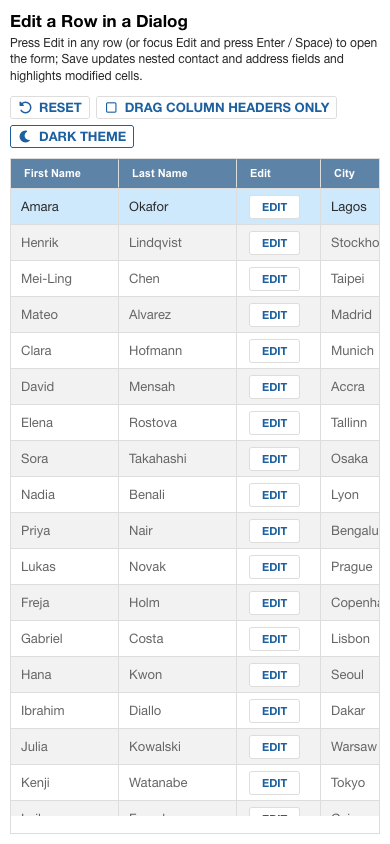 Edit a Row in a Dialog
Press Edit in any row (or focus Edit and press Enter / Space) to open
the form; Save updates nested contact and address fields and
highlights modified cells.
RESET DRAG COLUMN HEADERS ONLY
DARK THEME
First Name Last Name Edit City
Amara Okafor EDIT Lagos
Henrik Lindqvist EDIT Stockho
Mei-Ling Chen EDIT Taipei
Mateo Alvarez EDIT Madrid
Clara Hofmann EDIT Munich
David Mensah EDIT Accra
Elena Rostova EDIT Tallinn
Sora Takahashi EDIT Osaka
Nadia Benali EDIT Lyon
Priya Nair EDIT Bengalu
Lukas Novak EDIT Prague
Freja Holm EDIT Copenha
Gabriel Costa EDIT Lisbon
Hana Kwon EDIT Seoul
Ibrahim Diallo EDIT Dakar
Julia Kowalski EDIT Warsaw
Kenji Watanabe EDIT Tokyo